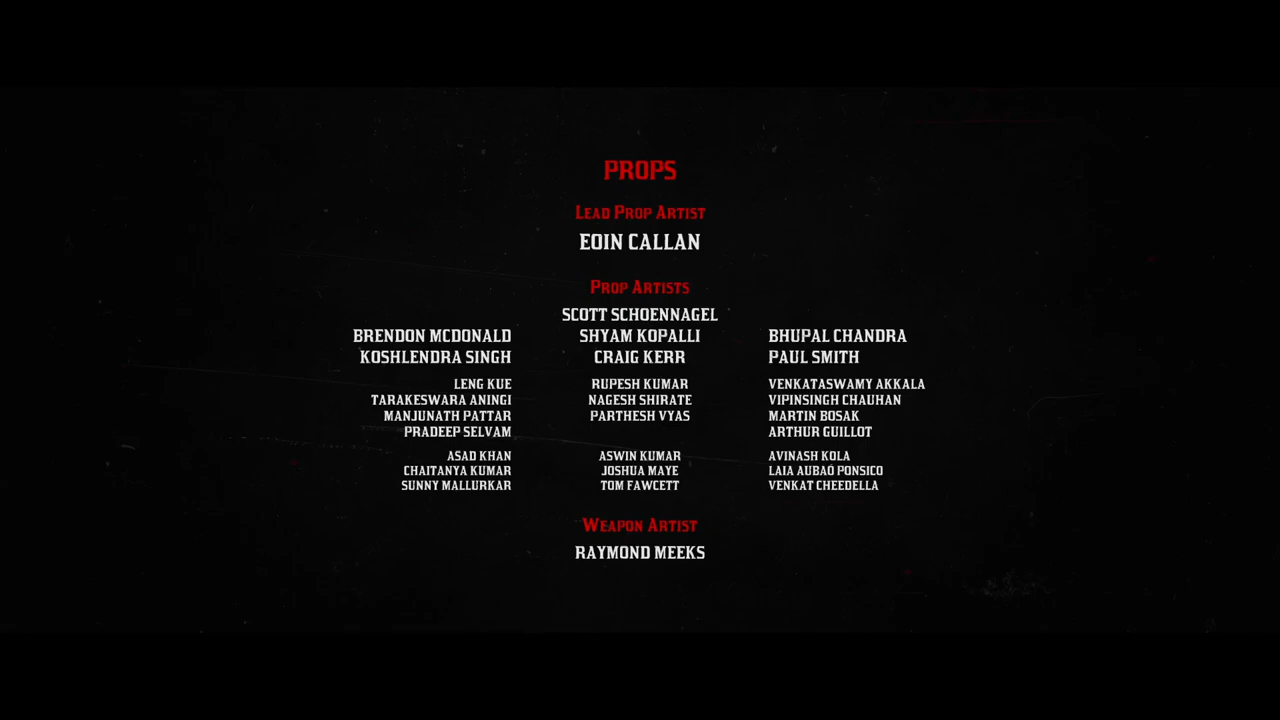 PROPS
LEAD PROP ARTIST
EOIN CALLAN
PROP ARTISTS
SCOTT SCHOENNAGEL
BRENDON MCDONALD SHYAM KOPALLI BHUPAL CHANDRA
KOSHLENDRA SINGH CRAIG KERR PAUL SMITH
LENG KUE RUPESH KUMAR VENKATASWAMY AKKALA
TARAKESWARA ANINGI NAGESH SHIRATE VIPINSINGH CHAUHAN
MANJUNATH PATTAR PARTHESH VYAS MARTIN BOSAK
PRADEEP SELVAM ARTHUR GUILLOT
ASAD KHAN ASWIN KUMAR AVINASH KOLA
CHAITANYA KUMAR JOSHUA MAYE LAIA AUBAÓ PONSICO
SUNNY MALLURKAR TOM FAWCETT VENKAT CHEEDELLA
WEAPON ARTIST
RAYMOND MEEKS